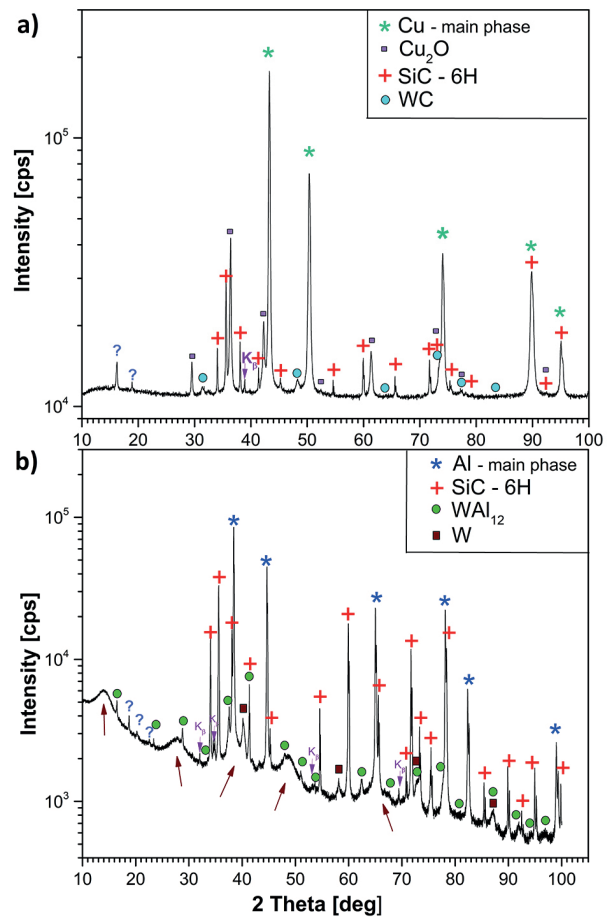 a)
Cu - main phase
Cu2O
SiC - 6H
WC
Intensity [cps]
10^5
10^4
? ? Kβ
10 20 30 40 50 60 70 80 90 100
b)
Al - main phase
SiC - 6H
WAl12
W
Intensity [cps]
10^5
10^4
10^3
? ? ? Kβ Kβ Kβ Kβ
10 20 30 40 50 60 70 80 90 100
2 Theta [deg]